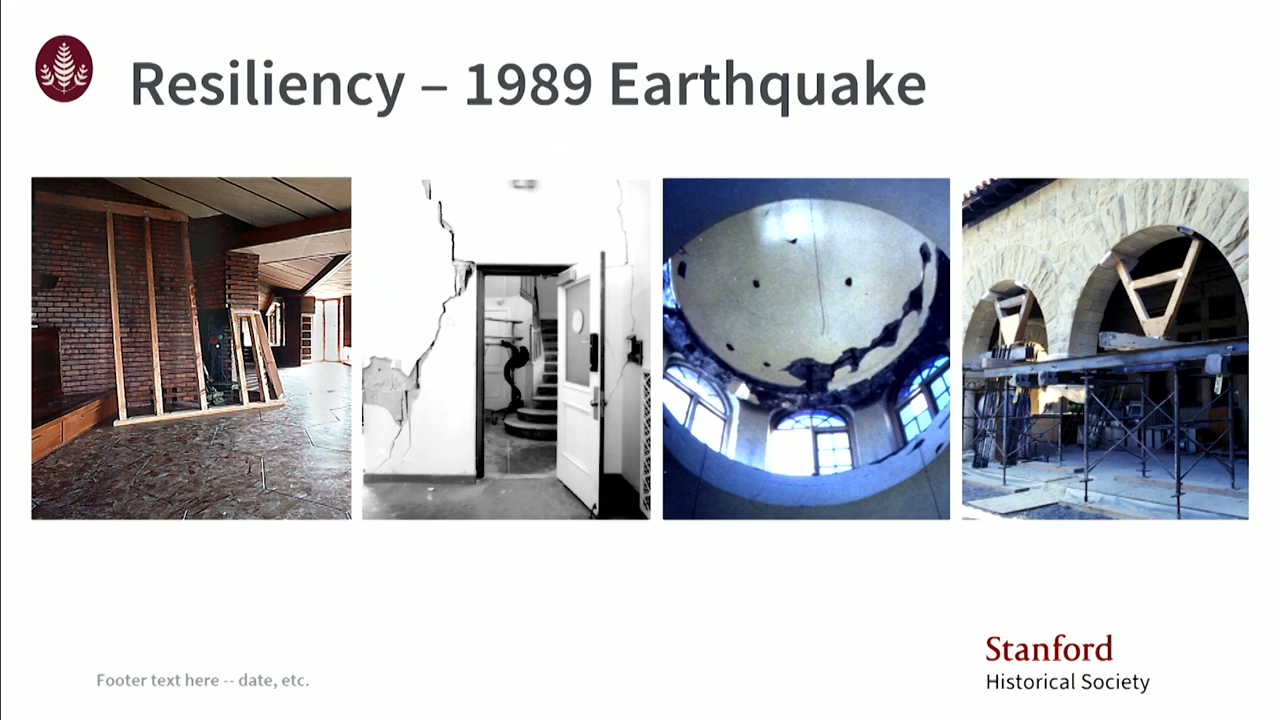 Resiliency – 1989 Earthquake
Footer text here -- date, etc.
Stanford
Historical Society